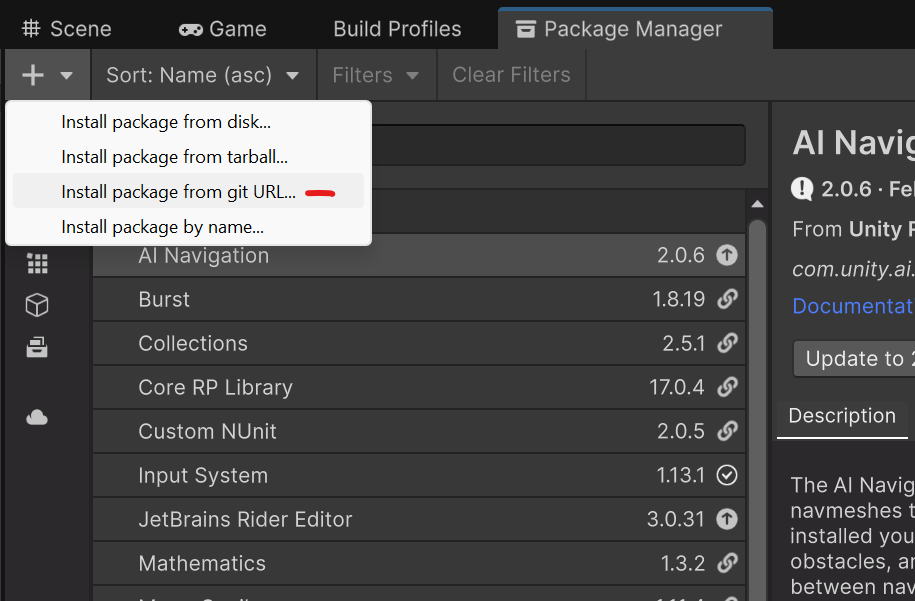 Scene
Game
Build Profiles
Package Manager
Sort: Name (asc)
Filters
Clear Filters
Install package from disk...
Install package from tarball...
Install package from git URL...
Install package by name...
AI Navigation 2.0.6
Burst 1.8.19
Collections 2.5.1
Core RP Library 17.0.4
Custom NUnit 2.0.5
Input System 1.13.1
JetBrains Rider Editor 3.0.31
Mathematics 1.3.2
AI Navig
2.0.6 · Fe
From Unity
com.unity.ai.
Documentat
Update to
Description
The AI Navig
navmeshes t
installed you
obstacles, a
between nav